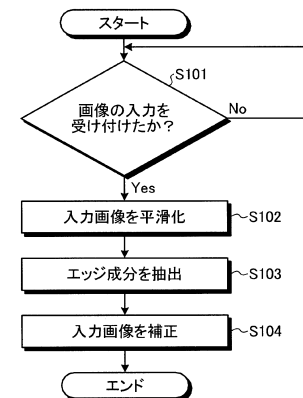 スタート
S101
画像の入力を
受け付けたか？
No
Yes
入力画像を平滑化
S102
エッジ成分を抽出
S103
入力画像を補正
S104
エンド